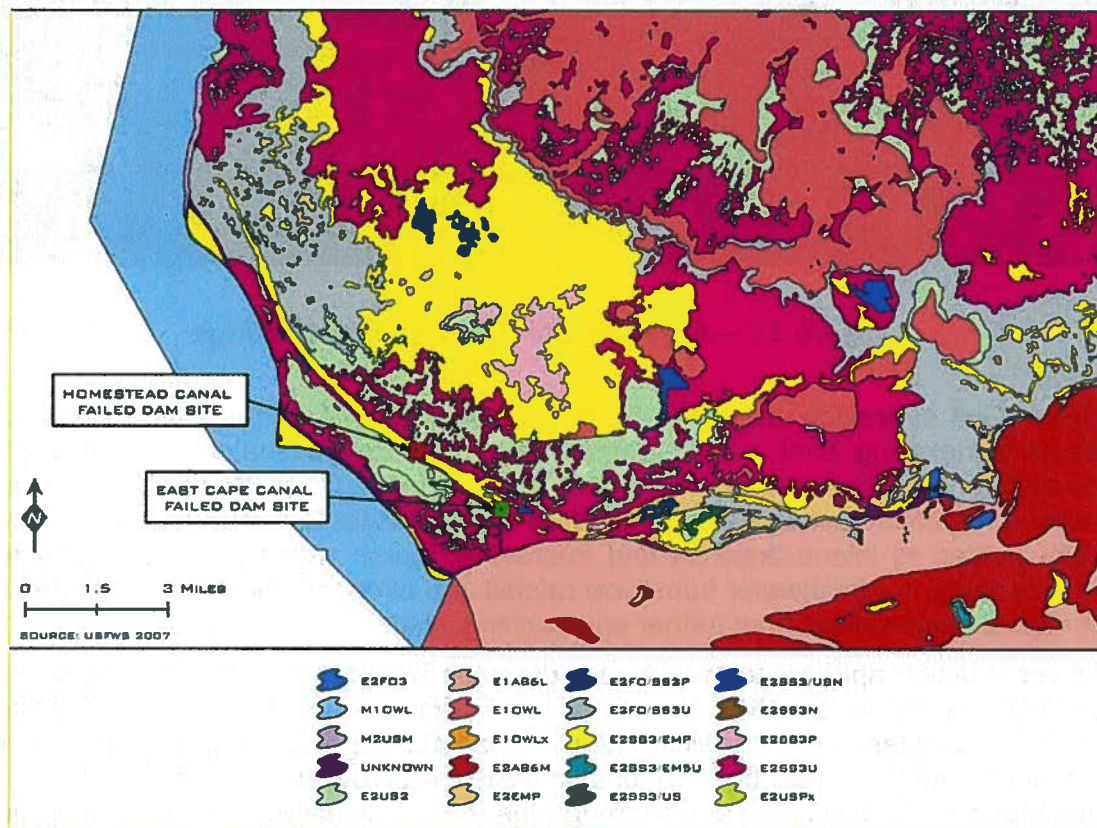 HOMESTEAD CANAL
FAILED DAM SITE
EAST CAPE CANAL
FAILED DAM SITE
N
0 1.5 3 MILES
SOURCE: USFWS 2007
E2FO3
M1OWL
M2USM
UNKNOWN
E2US2
E1AB6L
E1OWL
E1OWLX
E2AB6M
E2EMP
E2FO/SS3P
E2FO/SS3U
E2SS3/EMP
E2SS3/EMSU
E2SS3/US
E2SS3/USN
E2SS3N
E2SS3P
E2SS3U
E2USPX